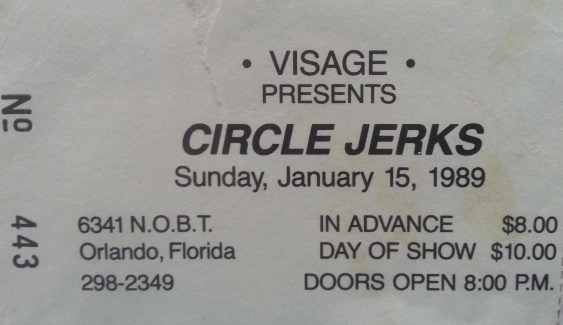 • VISAGE •
PRESENTS
CIRCLE JERKS
Sunday, January 15, 1989
6341 N.O.B.T. IN ADVANCE $8.00
Orlando, Florida DAY OF SHOW $10.00
298-2349 DOORS OPEN 8:00 P.M.
Nº 443